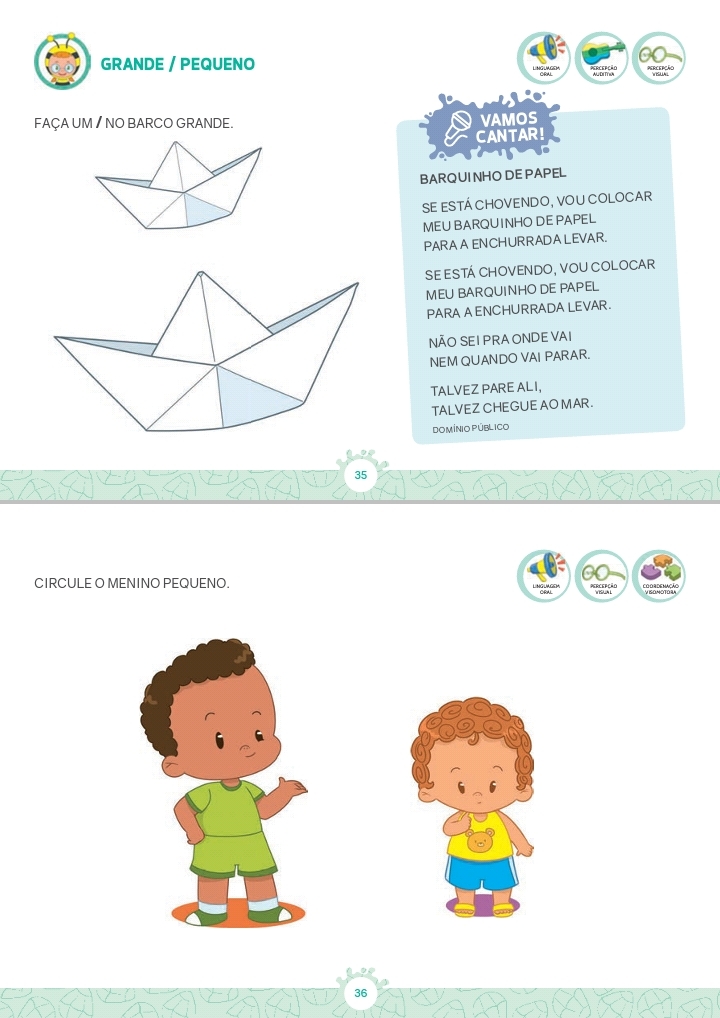 GRANDE / PEQUENO
LINGUAGEM
ORAL
PERCEPÇÃO
AUDITIVA
PERCEPÇÃO
VISUAL
FAÇA UM / NO BARCO GRANDE.
VAMOS
CANTAR!
BARQUINHO DE PAPEL
SE ESTÁ CHOVENDO, VOU COLOCAR
MEU BARQUINHO DE PAPEL
PARA A ENCHURRADA LEVAR.
SE ESTÁ CHOVENDO, VOU COLOCAR
MEU BARQUINHO DE PAPEL
PARA A ENCHURRADA LEVAR.
NÃO SEI PRA ONDE VAI
NEM QUANDO VAI PARAR.
TALVEZ PARE ALI,
TALVEZ CHEGUE AO MAR.
DOMÍNIO PÚBLICO
35
LINGUAGEM
ORAL
PERCEPÇÃO
VISUAL
COORDENAÇÃO
VISOMOTORA
CIRCULE O MENINO PEQUENO.
36